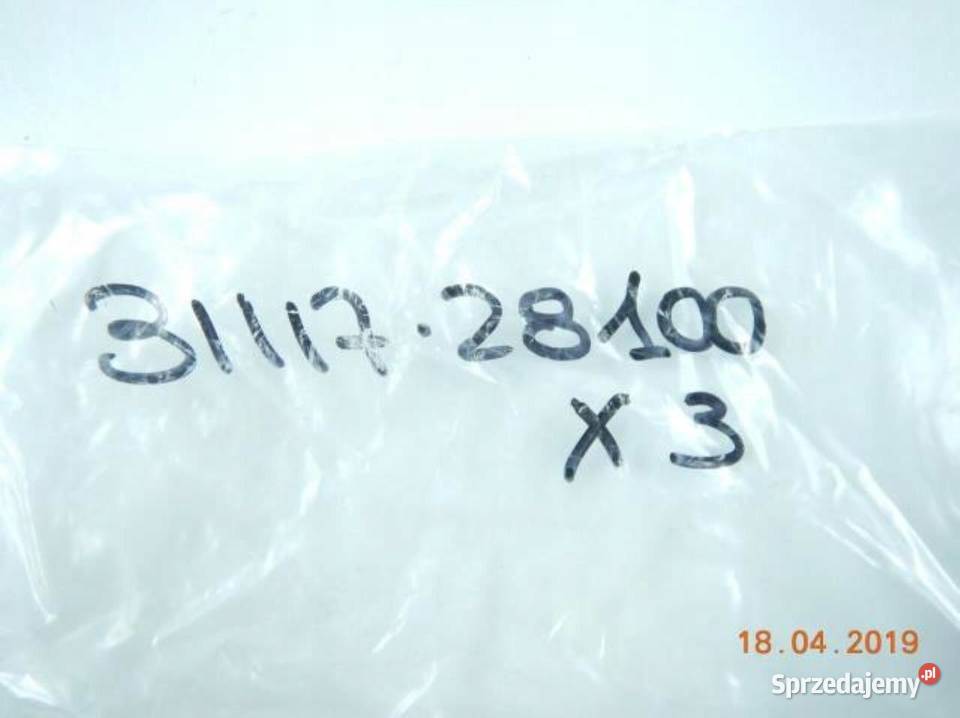 31117·28100
X 3
18.04.2019
Sprzedajemy.pl